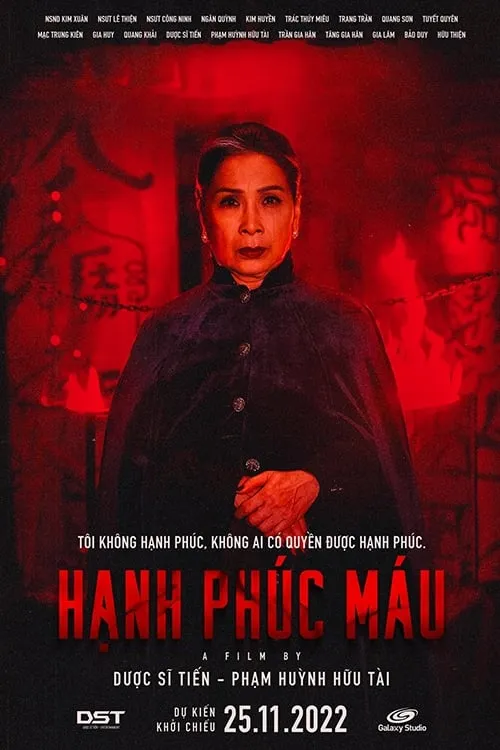 NSND KIM XUÂN NSUT LÊ THIỆN NSUT CÔNG NINH NGÂN QUỲNH KIM HUYỀN TRÁC THÚY MIÊU TRANG TRẦN QUANG SƠN TUYẾT QUYÊN
MẠC TRUNG KIÊN GIA HUY QUANG KHẢI DƯỢC SĨ TIẾN PHẠM HUỲNH HỮU TÀI TRẦN GIA HÂN TĂNG GIA HÂN GIA LÂM BẢO DUY HỮU THIỆN
TÔI KHÔNG HẠNH PHÚC, KHÔNG AI CÓ QUYỀN ĐƯỢC HẠNH PHÚC.
HẠNH PHÚC MÁU
A FILM BY
DƯỢC SĨ TIẾN - PHẠM HUỲNH HỮU TÀI
DST
DỰ KIẾN
KHỞI CHIẾU 25.11.2022
Galaxy Studio